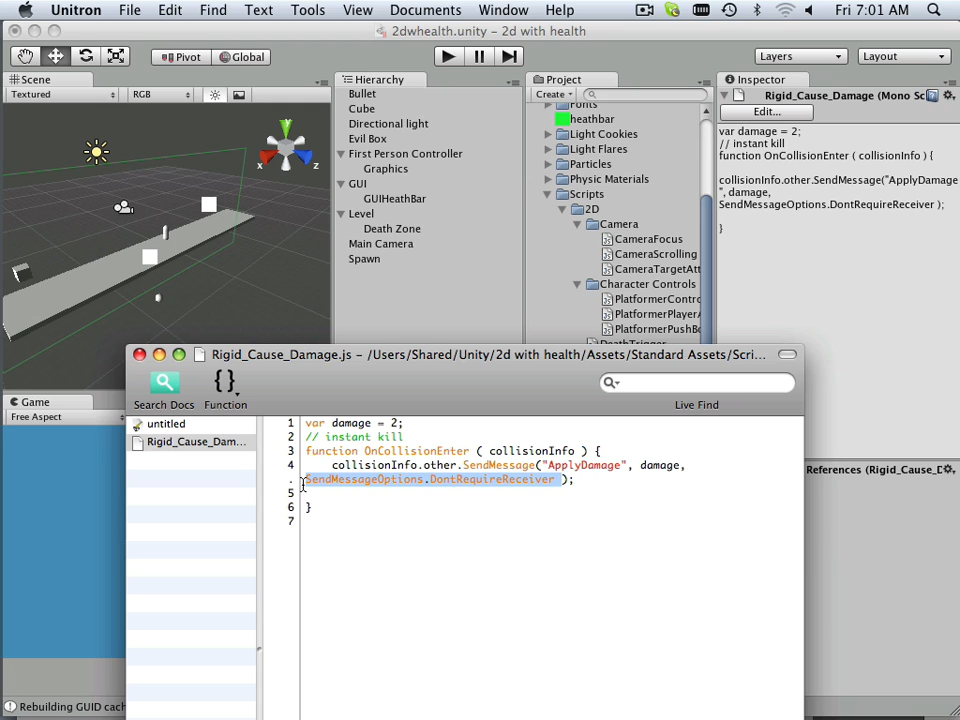 Unitron File Edit Find Text Tools View Documents Window Help Fri 7:01 AM
2dwhealth.unity – 2d with health
Pivot Global Layers Layout
Scene
Textured RGB
Hierarchy
Bullet
Cube
Directional light
Evil Box
First Person Controller
Graphics
GUI
GUIHeathBar
Level
Death Zone
Main Camera
Spawn
Project
Create
Fonts
heathbar
Light Cookies
Light Flares
Particles
Physic Materials
Scripts
2D
Camera
CameraFocus
CameraScrolling
CameraTargetAtt
Character Controls
PlatformerContro
PlatformerPlayerA
PlatformerPushBo
DeathTrigger
Inspector
Rigid_Cause_Damage (Mono Sc
Edit...
var damage = 2;
// instant kill
function OnCollisionEnter ( collisionInfo ) {
collisionInfo.other.SendMessage("ApplyDamage
", damage,
SendMessageOptions.DontRequireReceiver );
}
References (Rigid_Cause_D
Game
Free Aspect
Rebuilding GUID cach
Rigid_Cause_Damage.js – /Users/Shared/Unity/2d with health/Assets/Standard Assets/Scri...
{}
Search Docs Function Live Find
untitled
Rigid_Cause_Dam...
1 var damage = 2;
2 // instant kill
3 function OnCollisionEnter ( collisionInfo ) {
4 collisionInfo.other.SendMessage("ApplyDamage", damage,
. SendMessageOptions.DontRequireReceiver );
5
6 }
7